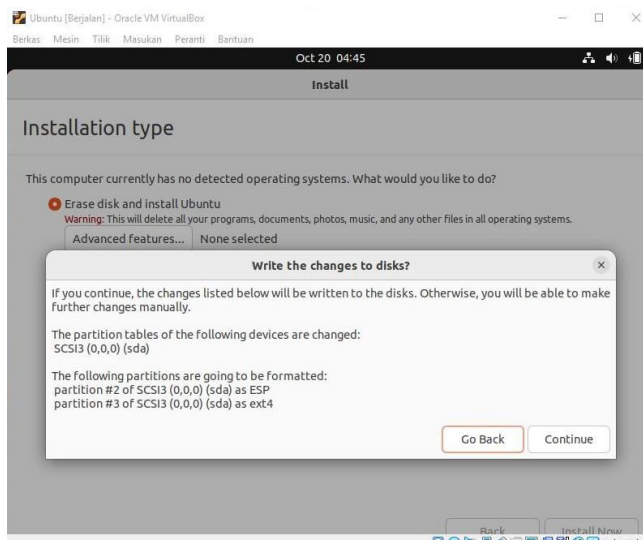 Ubuntu [Berjalan] - Oracle VM VirtualBox
Berkas Mesin Tilik Masukan Peranti Bantuan
Oct 20 04:45
Install
Installation type
This computer currently has no detected operating systems. What would you like to do?
Erase disk and install Ubuntu
Warning: This will delete all your programs, documents, photos, music, and any other files in all operating systems.
Advanced features... None selected
Write the changes to disks?
If you continue, the changes listed below will be written to the disks. Otherwise, you will be able to make
further changes manually.
The partition tables of the following devices are changed:
SCSI3 (0,0,0) (sda)
The following partitions are going to be formatted:
partition #2 of SCSI3 (0,0,0) (sda) as ESP
partition #3 of SCSI3 (0,0,0) (sda) as ext4
Go Back Continue
Back Install Now